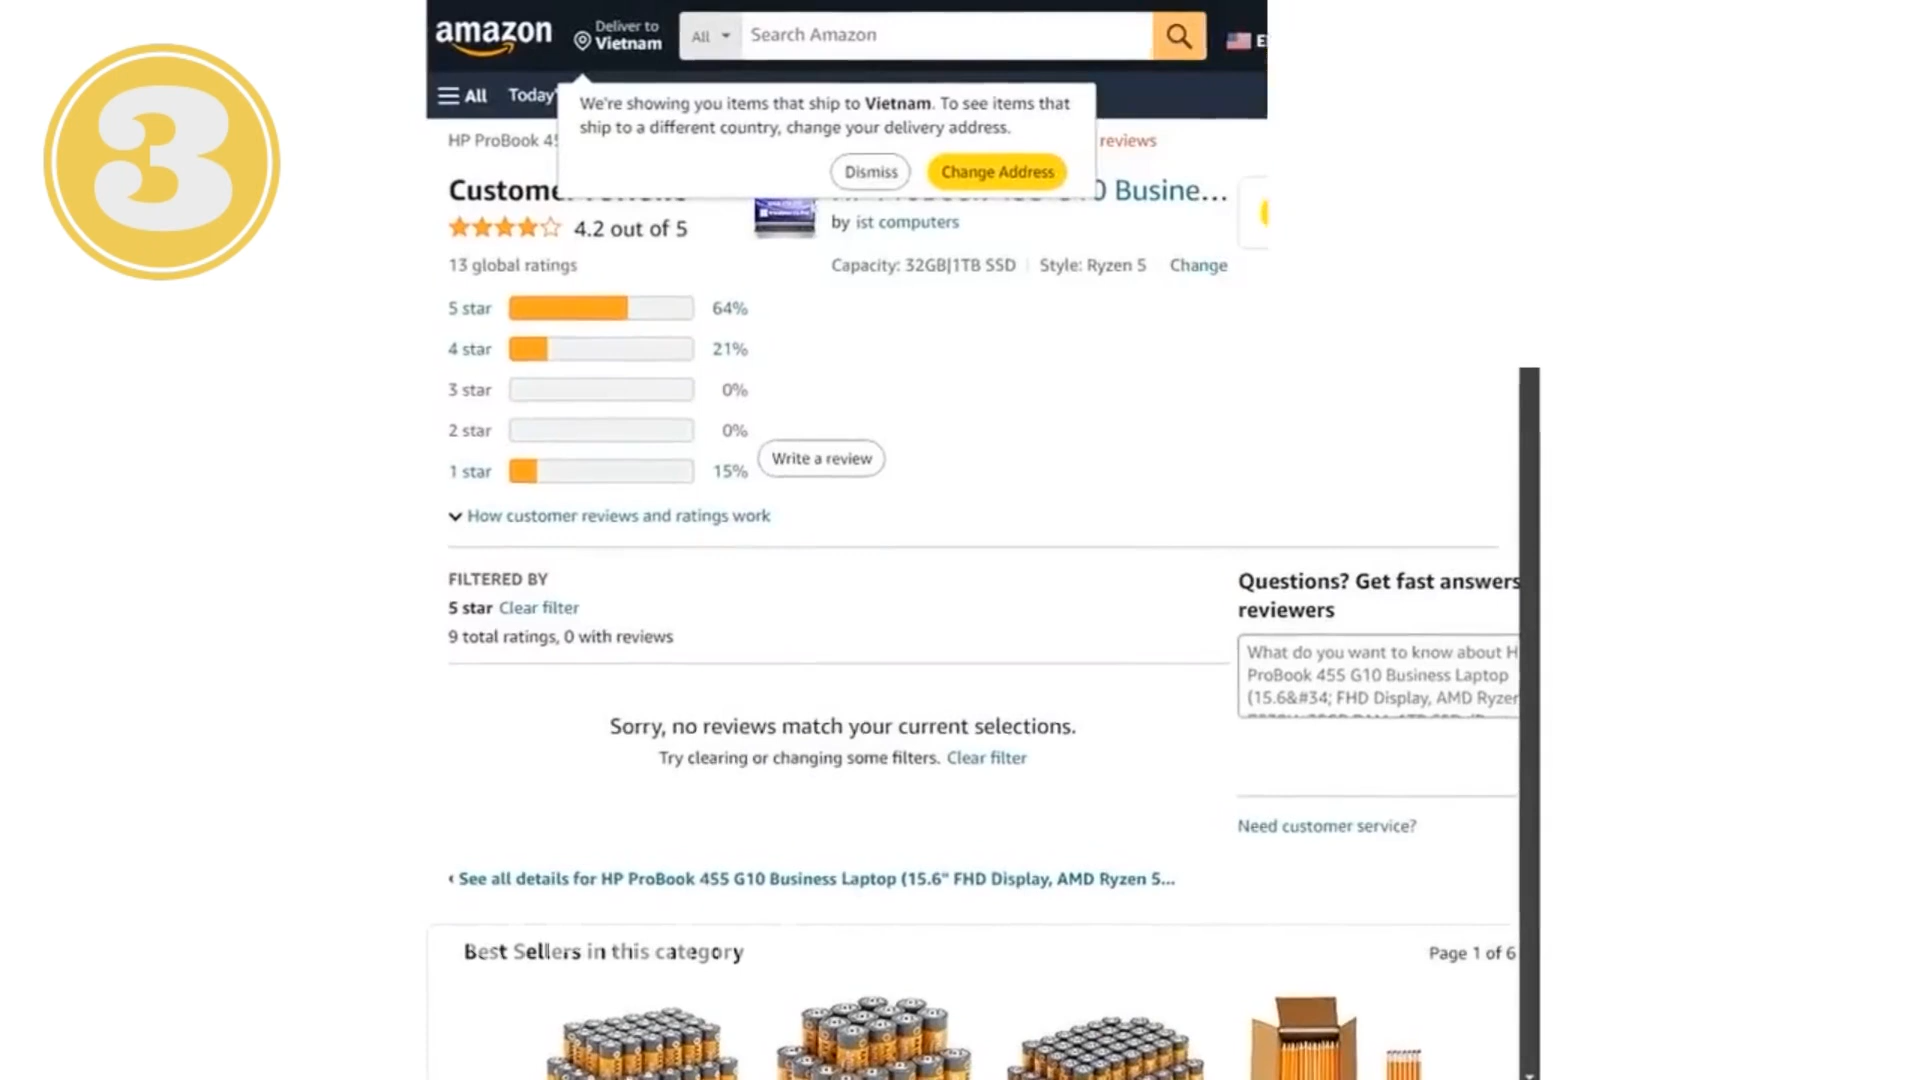 3
amazon
Deliver to
Vietnam
All
Search Amazon
All
Today'
We're showing you items that ship to Vietnam. To see items that
ship to a different country, change your delivery address.
Dismiss
Change Address
HP ProBook 45
reviews
Custome
0 Busine...
4.2 out of 5
by ist computers
13 global ratings
Capacity: 32GB|1TB SSD
Style: Ryzen 5
Change
5 star
64%
4 star
21%
3 star
0%
2 star
0%
1 star
15%
Write a review
How customer reviews and ratings work
FILTERED BY
5 star Clear filter
9 total ratings, 0 with reviews
Questions? Get fast answers
reviewers
What do you want to know about H
ProBook 455 G10 Business Laptop
(15.6&#34; FHD Display, AMD Ryzen
Sorry, no reviews match your current selections.
Try clearing or changing some filters. Clear filter
Need customer service?
‹ See all details for HP ProBook 455 G10 Business Laptop (15.6" FHD Display, AMD Ryzen 5...
Best Sellers in this category
Page 1 of 6